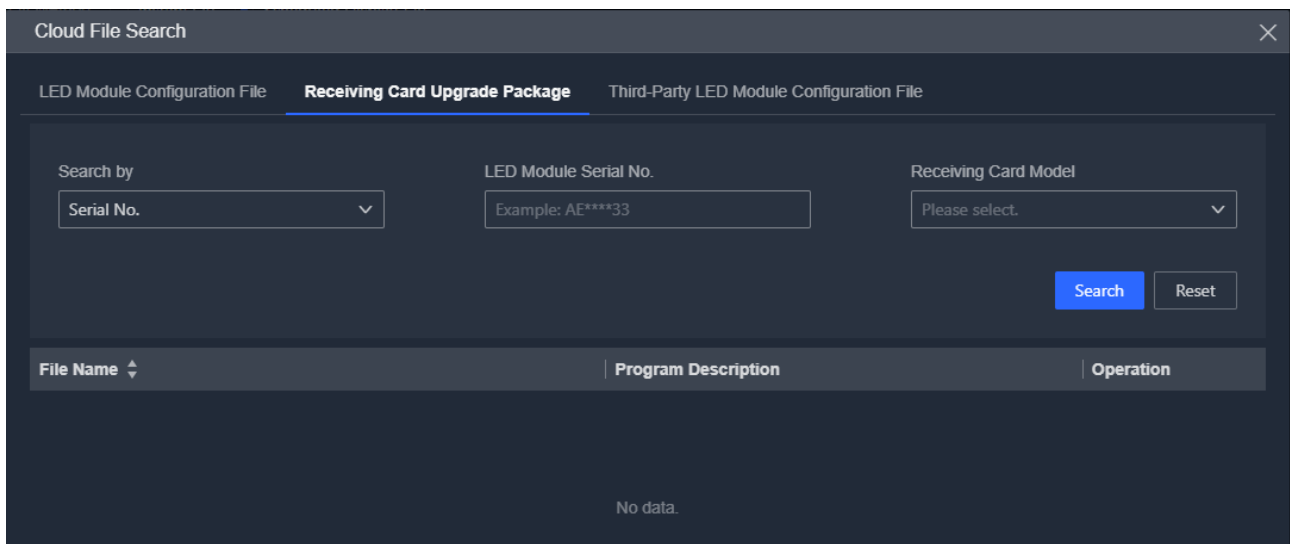 Cloud File Search
LED Module Configuration File Receiving Card Upgrade Package Third-Party LED Module Configuration File
Search by LED Module Serial No. Receiving Card Model
Serial No. Example: AE****33 Please select.
Search Reset
File Name Program Description Operation
No data.